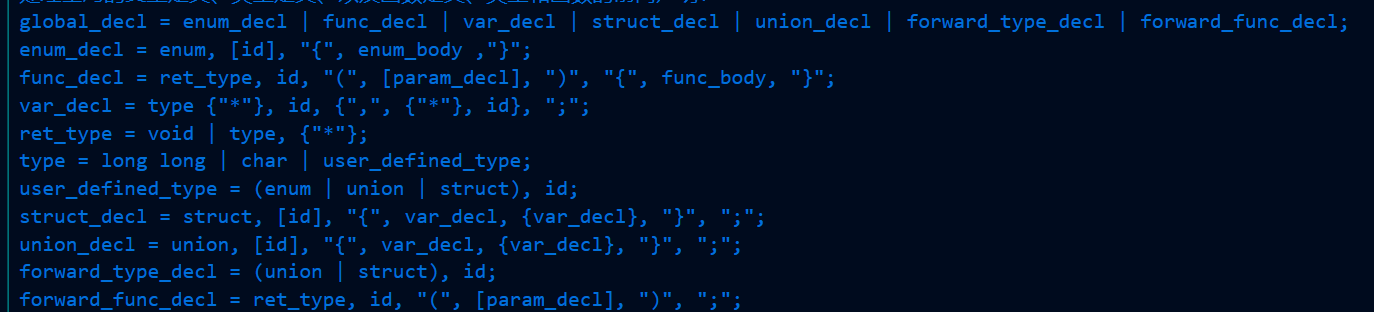 global_decl = enum_decl | func_decl | var_decl | struct_decl | union_decl | forward_type_decl | forward_func_decl;
enum_decl = enum, [id], "{", enum_body ,"}";
func_decl = ret_type, id, "(", [param_decl], ")", "{", func_body, "}";
var_decl = type {"*"}, id, {",", {"*"}, id}, ";";
ret_type = void | type, {"*"};
type = long long | char | user_defined_type;
user_defined_type = (enum | union | struct), id;
struct_decl = struct, [id], "{", var_decl, {var_decl}, "}", ";";
union_decl = union, [id], "{", var_decl, {var_decl}, "}", ";";
forward_type_decl = (union | struct), id;
forward_func_decl = ret_type, id, "(", [param_decl], ")", ";";